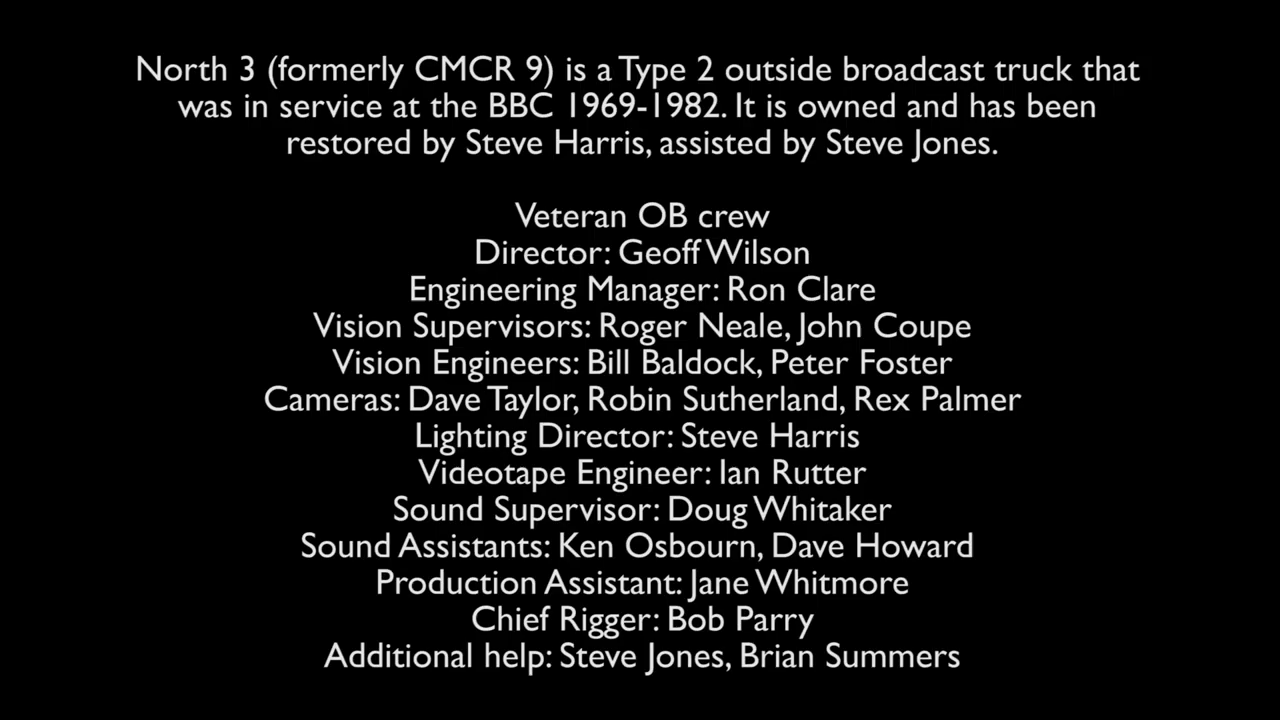 North 3 (formerly CMCR 9) is a Type 2 outside broadcast truck that
was in service at the BBC 1969-1982. It is owned and has been
restored by Steve Harris, assisted by Steve Jones.
Veteran OB crew
Director: Geoff Wilson
Engineering Manager: Ron Clare
Vision Supervisors: Roger Neale, John Coupe
Vision Engineers: Bill Baldock, Peter Foster
Cameras: Dave Taylor, Robin Sutherland, Rex Palmer
Lighting Director: Steve Harris
Videotape Engineer: Ian Rutter
Sound Supervisor: Doug Whitaker
Sound Assistants: Ken Osbourn, Dave Howard
Production Assistant: Jane Whitmore
Chief Rigger: Bob Parry
Additional help: Steve Jones, Brian Summers